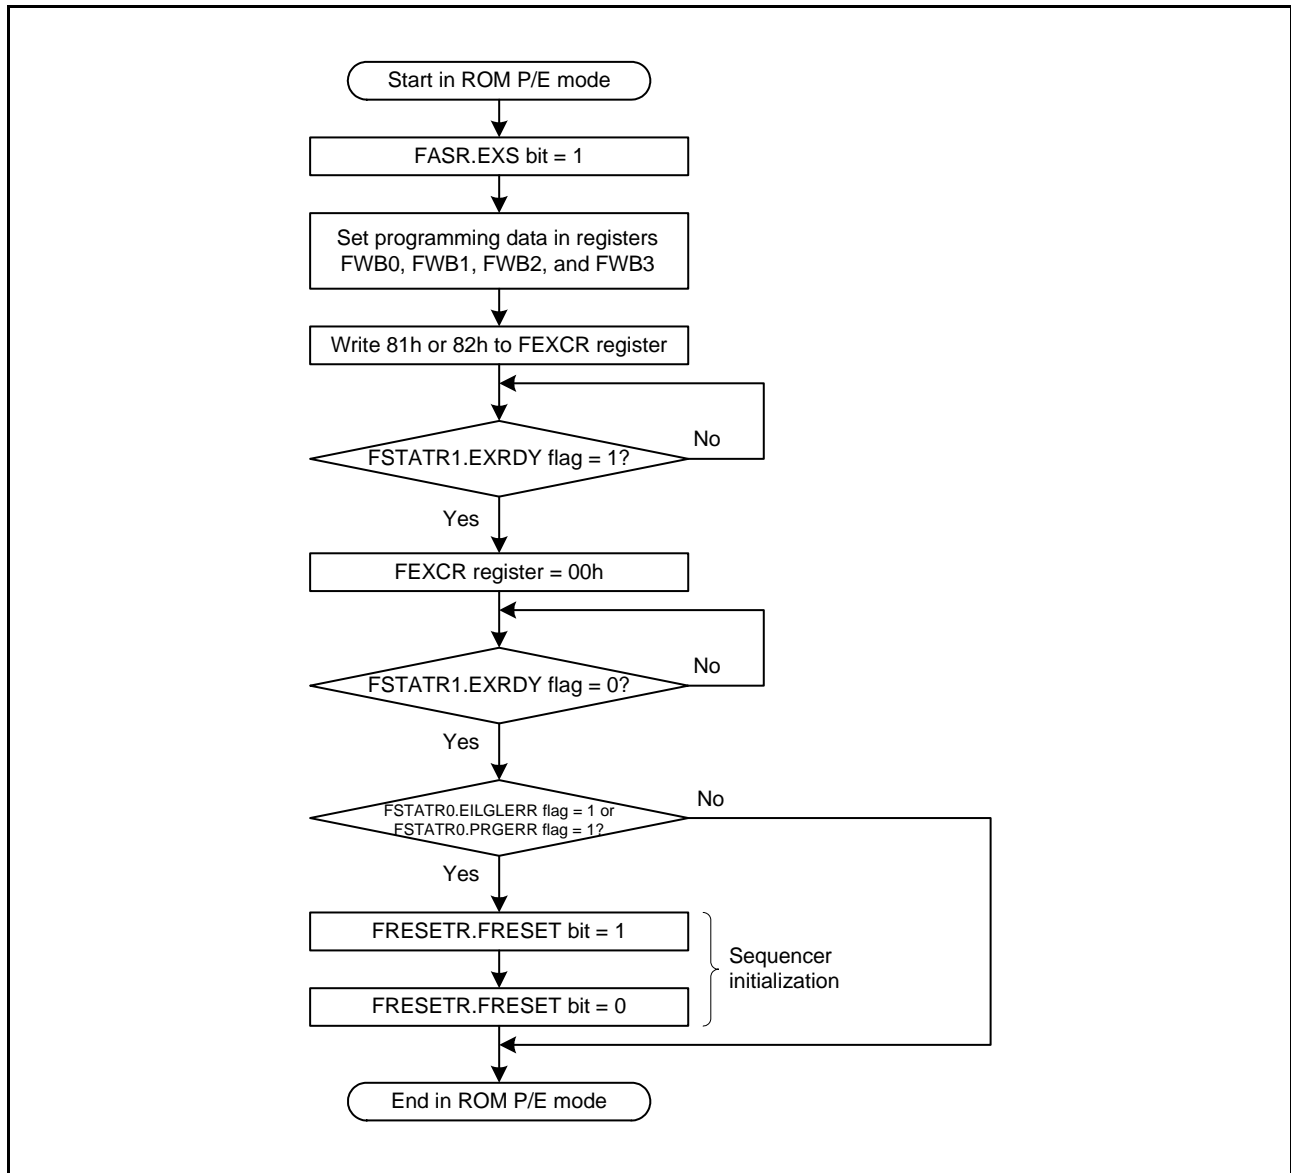 Start in ROM P/E mode
FASR.EXS bit = 1
Set programming data in registers
FWB0, FWB1, FWB2, and FWB3
Write 81h or 82h to FEXCR register
No
FSTATR1.EXRDY flag = 1?
Yes
FEXCR register = 00h
No
FSTATR1.EXRDY flag = 0?
Yes
No
FSTATR0.EILGLERR flag = 1 or
FSTATR0.PRGERR flag = 1?
Yes
FRESETR.FRESET bit = 1
Sequencer
initialization
FRESETR.FRESET bit = 0
End in ROM P/E mode